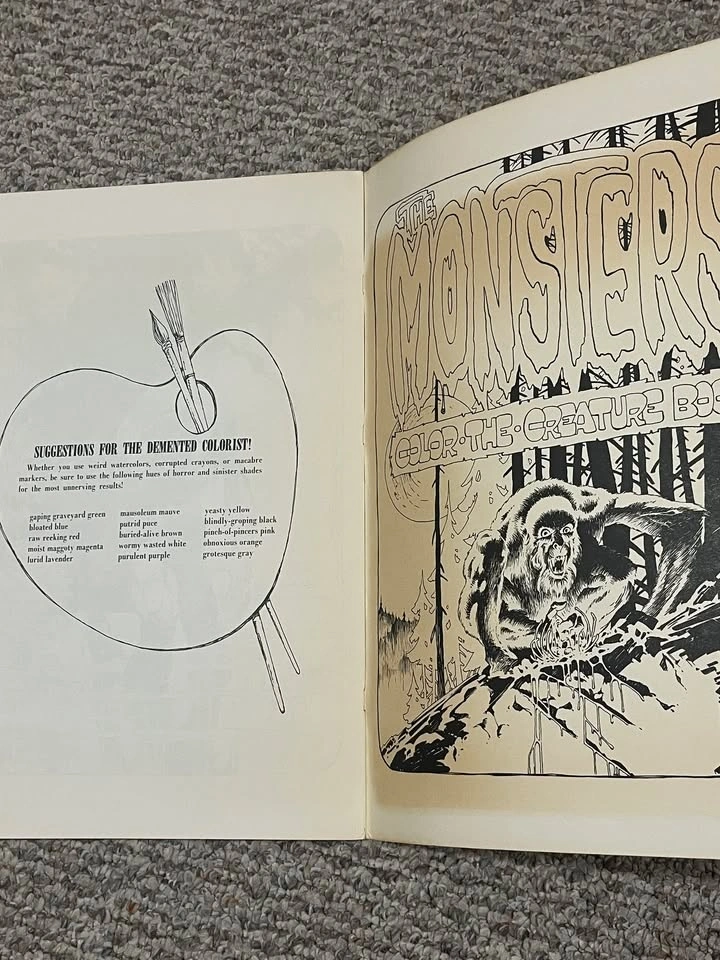 SUGGESTIONS FOR THE DEMENTED COLORIST!
Whether you use weird watercolors, corrupted crayons, or macabre
markers, be sure to use the following hues of horror and sinister shades
for the most unnerving results!
gaping graveyard green
bloated blue
raw reeking red
moist maggoty magenta
lurid lavender
mausoleum mauve
putrid puce
buried-alive brown
wormy wasted white
purulent purple
yeasty yellow
blindly-groping black
pinch-of-pincers pink
obnoxious orange
grotesque gray
THE
MONSTERS
COLOR·THE·CREATURE BOO